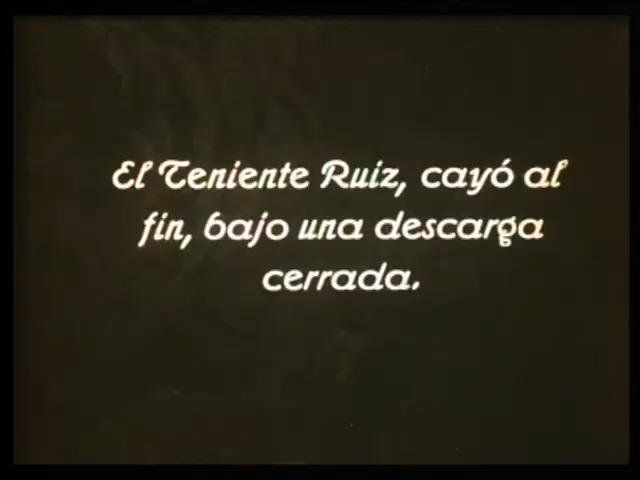 El Teniente Ruiz, cayó al
fin, bajo una descarga
cerrada.